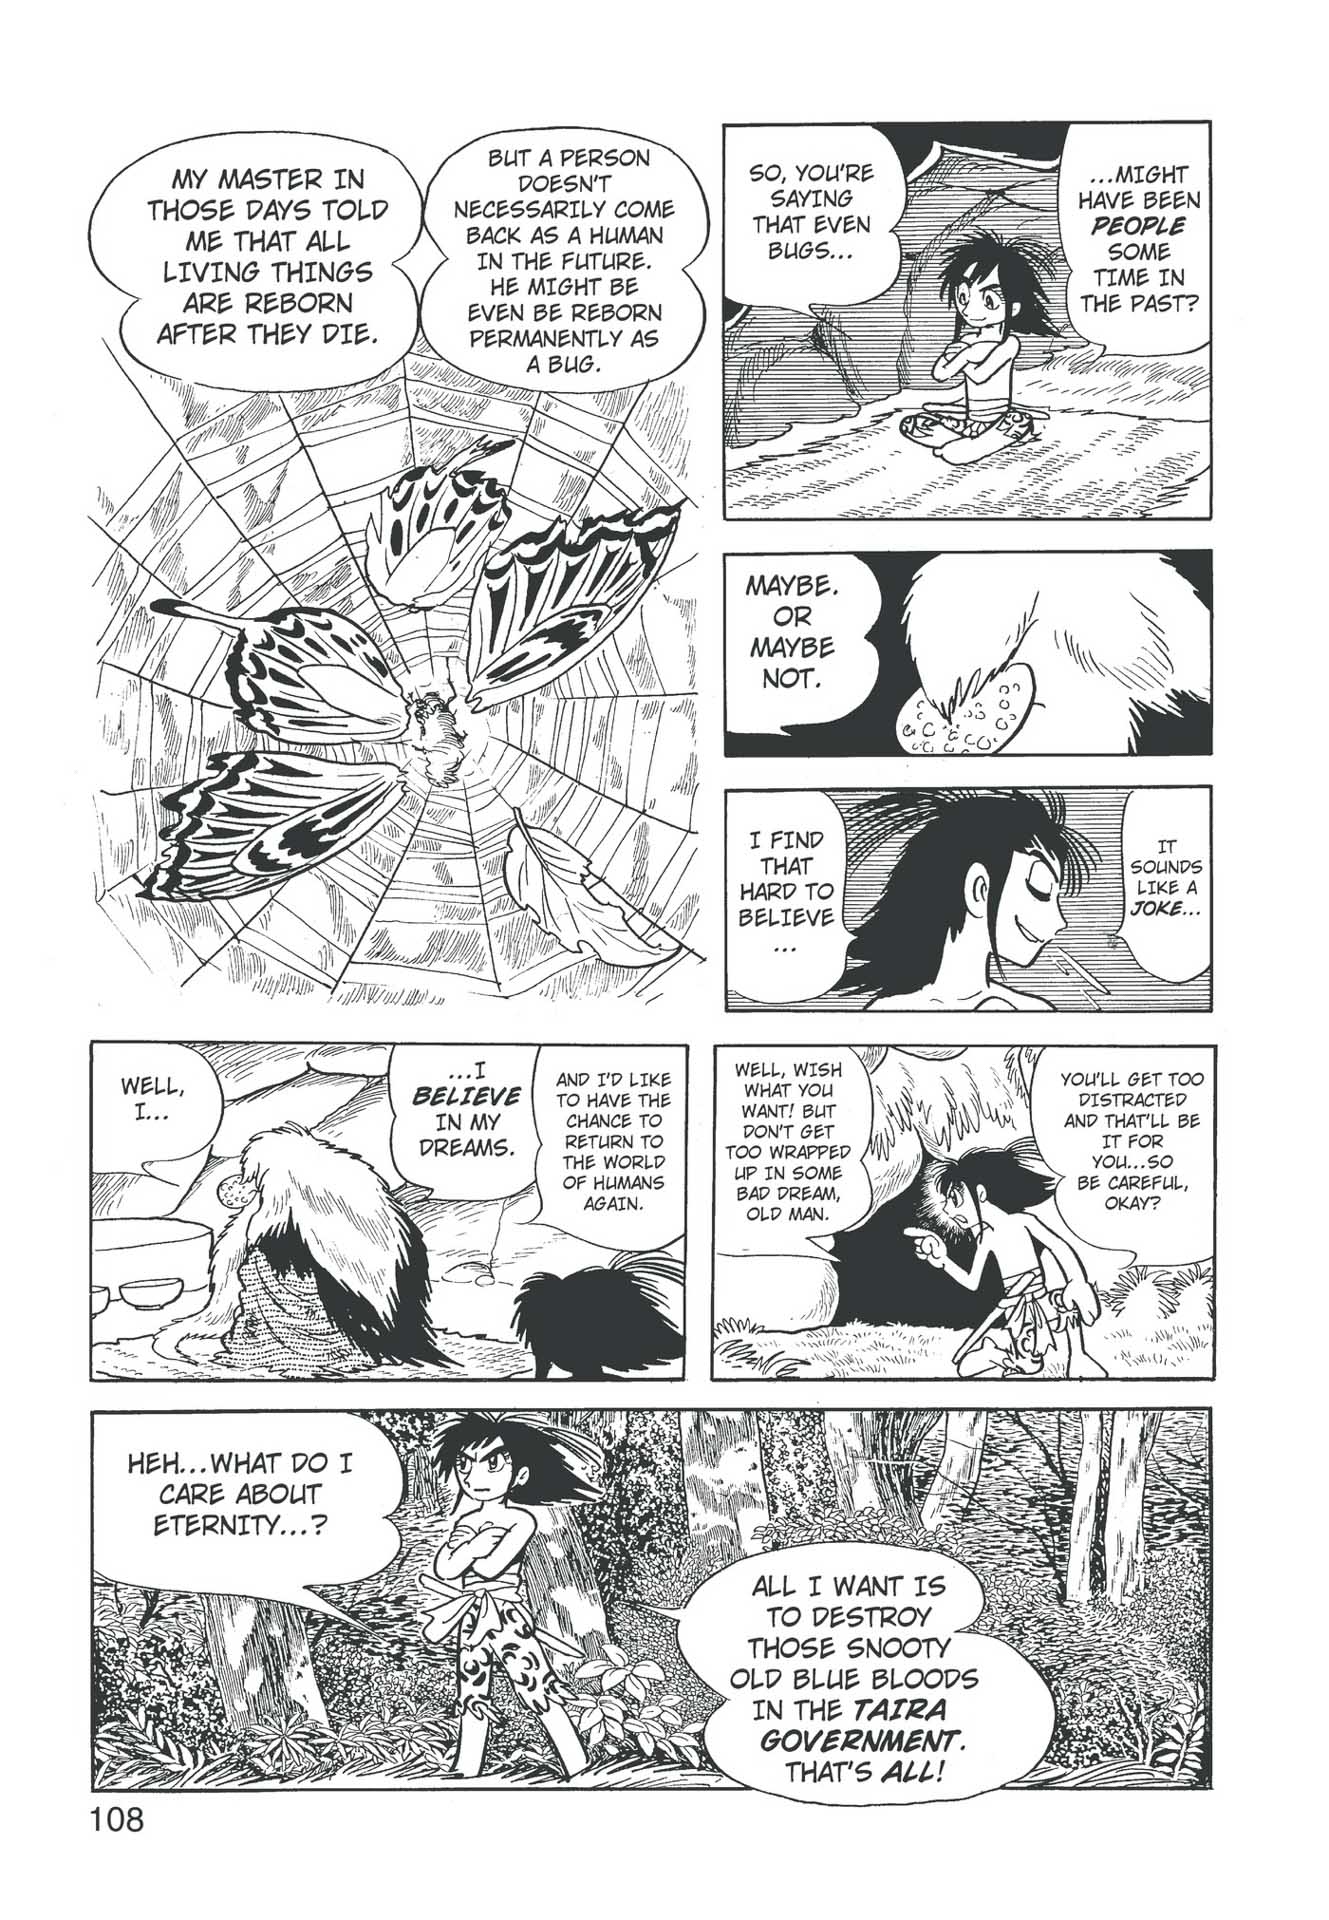 MY MASTER IN
THOSE DAYS TOLD
ME THAT ALL
LIVING THINGS
ARE REBORN
AFTER THEY DIE.
BUT A PERSON
DOESN'T
NECESSARILY COME
BACK AS A HUMAN
IN THE FUTURE.
HE MIGHT BE
EVEN BE REBORN
PERMANENTLY AS
A BUG.
SO, YOU'RE
SAYING
THAT EVEN
BUGS...
...MIGHT
HAVE BEEN
PEOPLE
SOME
TIME IN
THE PAST?
MAYBE.
OR
MAYBE
NOT.
I FIND
THAT
HARD TO
BELIEVE
...
IT
SOUNDS
LIKE A
JOKE...
WELL,
I...
...I
BELIEVE
IN MY
DREAMS.
AND I'D LIKE
TO HAVE THE
CHANCE TO
RETURN TO
THE WORLD
OF HUMANS
AGAIN.
WELL, WISH
WHAT YOU
WANT! BUT
DON'T GET
TOO WRAPPED
UP IN SOME
BAD DREAM,
OLD MAN.
YOU'LL GET TOO
DISTRACTED
AND THAT'LL BE
IT FOR
YOU...SO
BE CAREFUL,
OKAY?
HEH...WHAT DO I
CARE ABOUT
ETERNITY...?
ALL I WANT IS
TO DESTROY
THOSE SNOOTY
OLD BLUE BLOODS
IN THE TAIRA
GOVERNMENT.
THAT'S ALL!
108